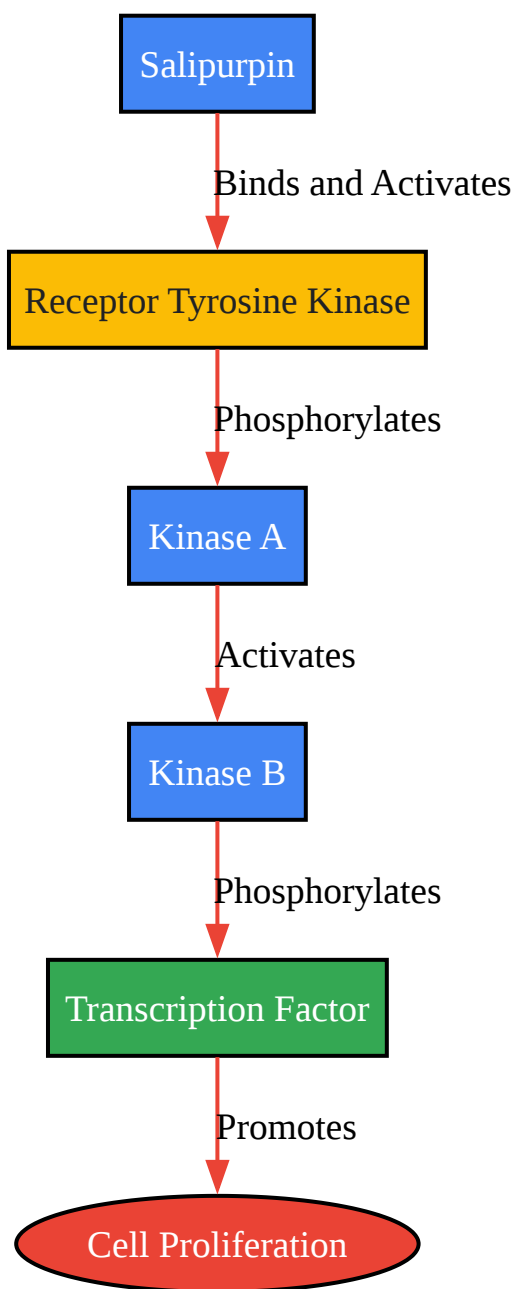 Salipurpin
Binds and Activates
Receptor Tyrosine Kinase
Phosphorylates
Kinase A
Activates
Kinase B
Phosphorylates
Transcription Factor
Promotes
Cell Proliferation